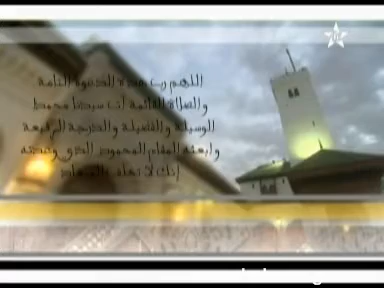 اللهم رب هذه الدعوة التامة
والصلاة القائمة آت سيدنا محمد
الوسيلة والفضيلة والدرجة الرفيعة
وابعثه المقام المحمود الذي وعدته
إنك لا تخلف الميعاد